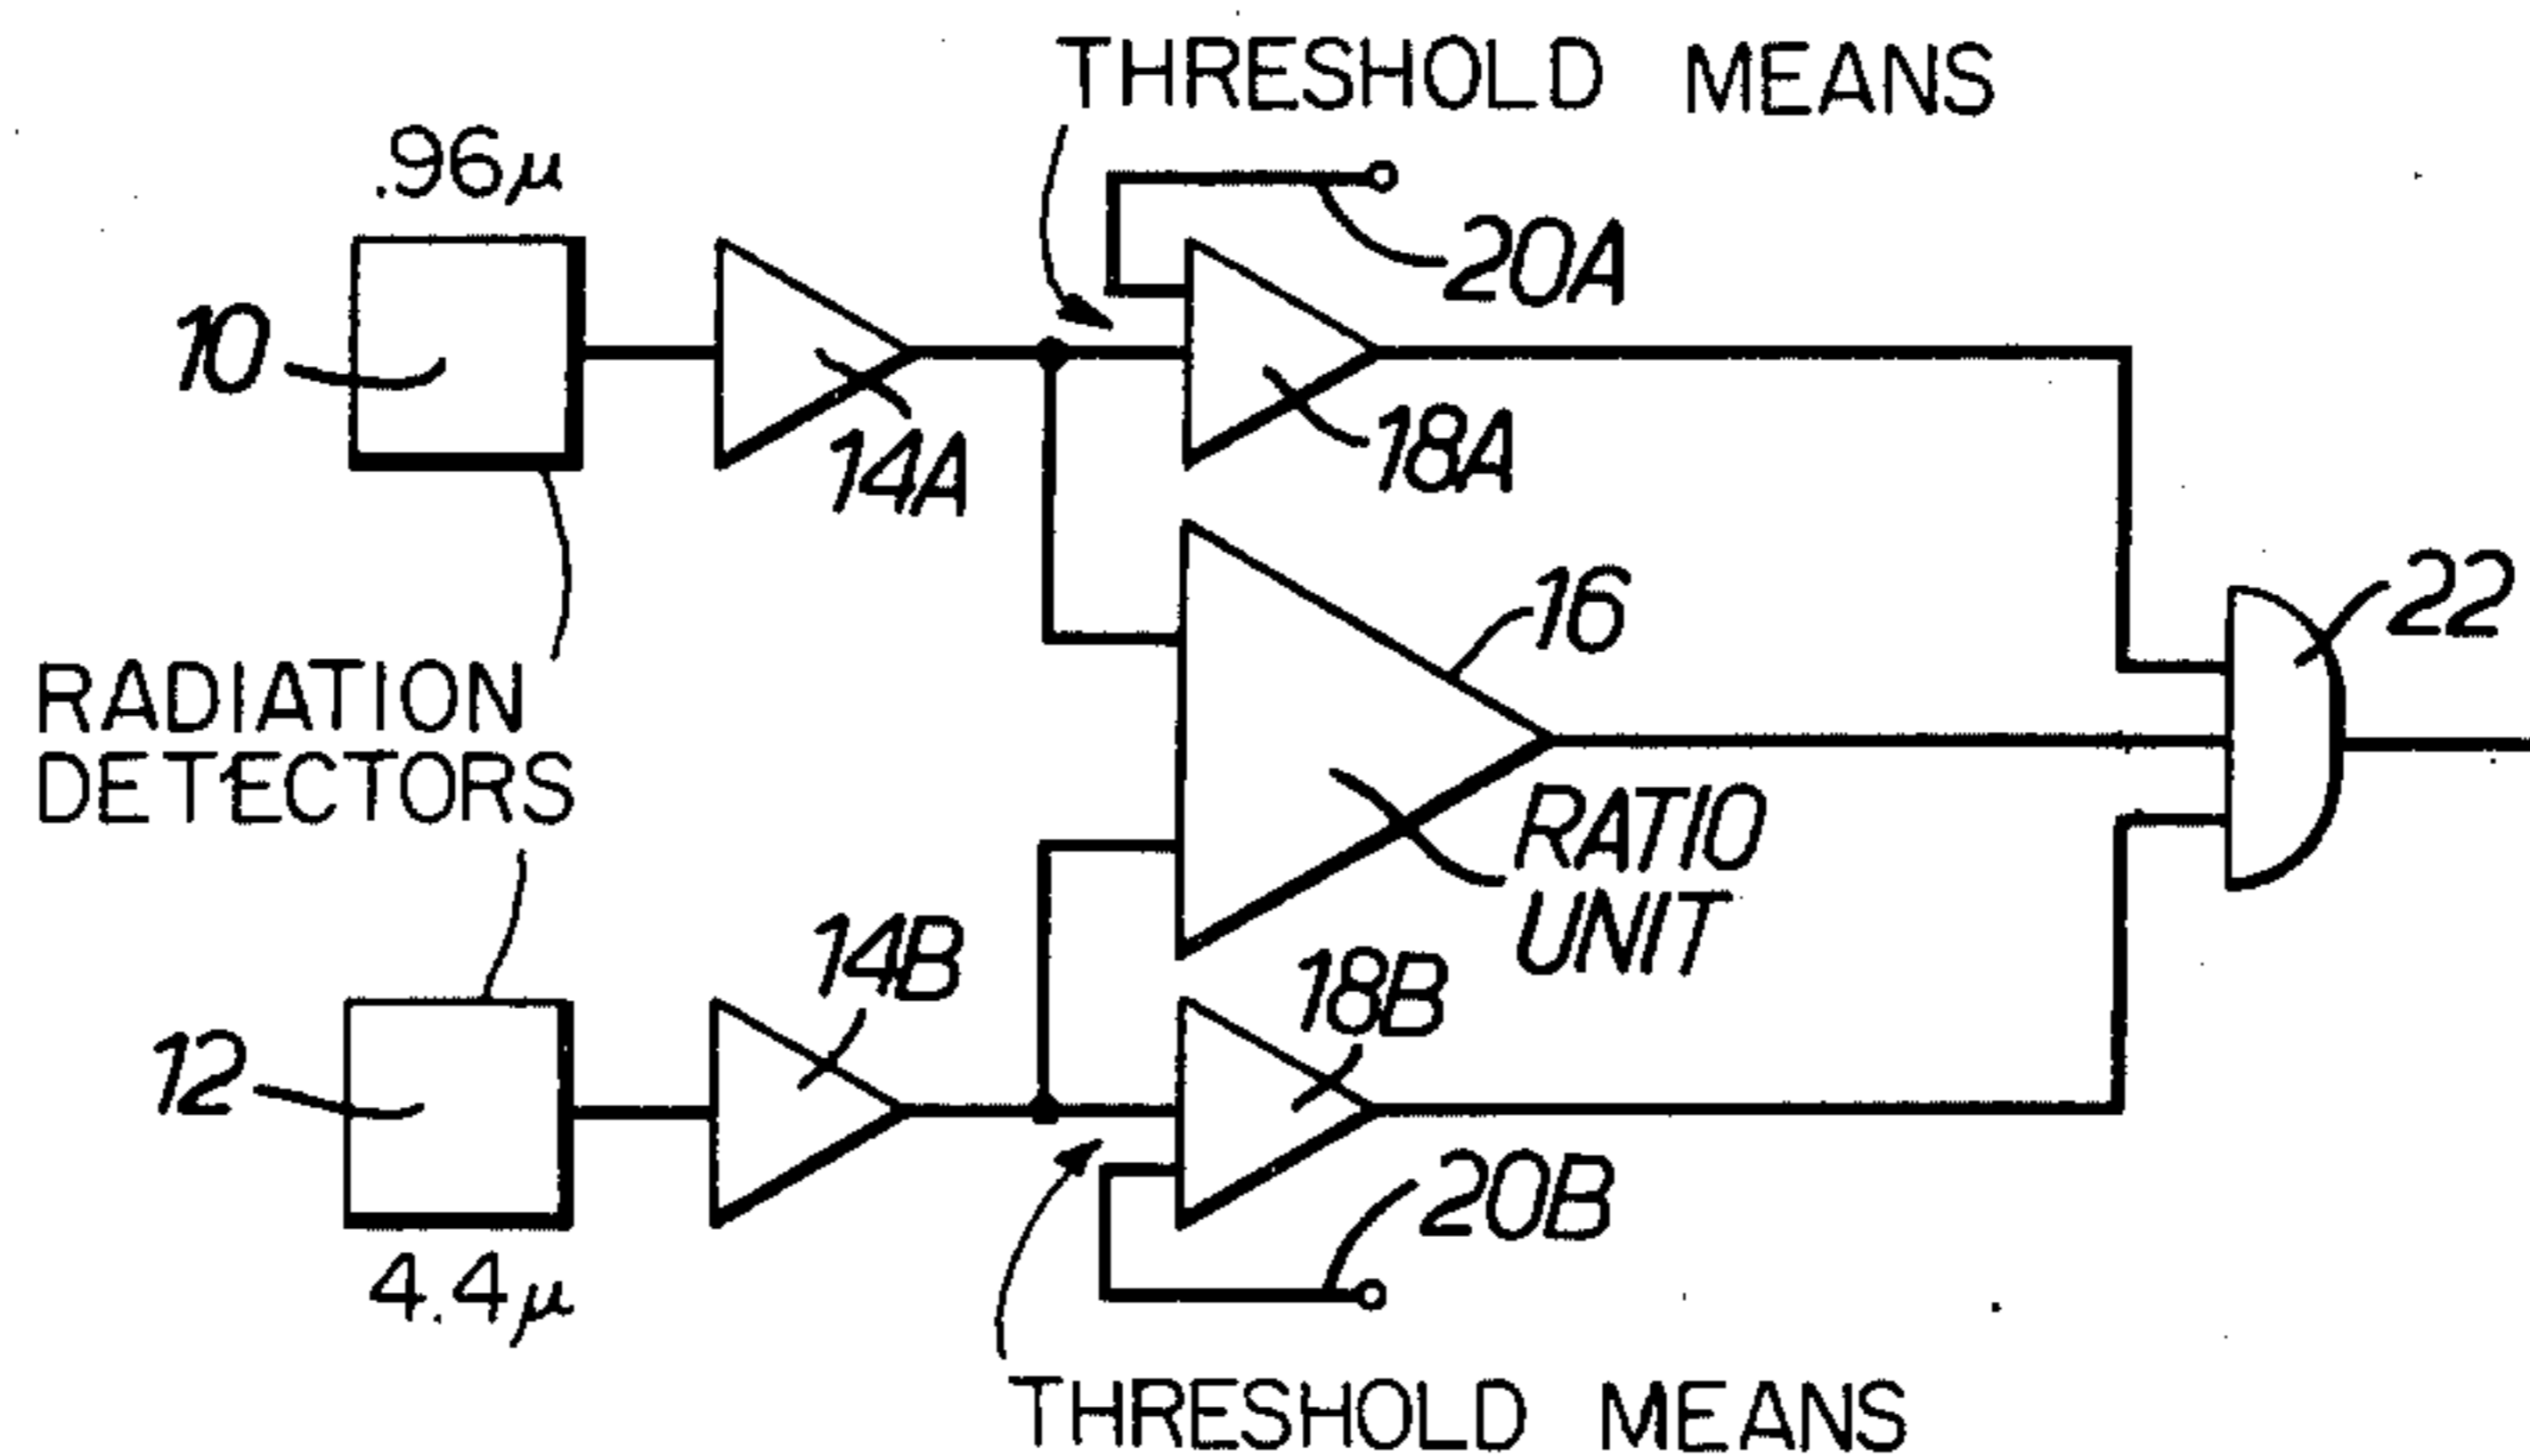 THRESHOLD MEANS
.96μ
20A
10
14A
18A
16
22
RADIATION
DETECTORS
RATIO
UNIT
14B
18B
12
20B
4.4μ
THRESHOLD MEANS